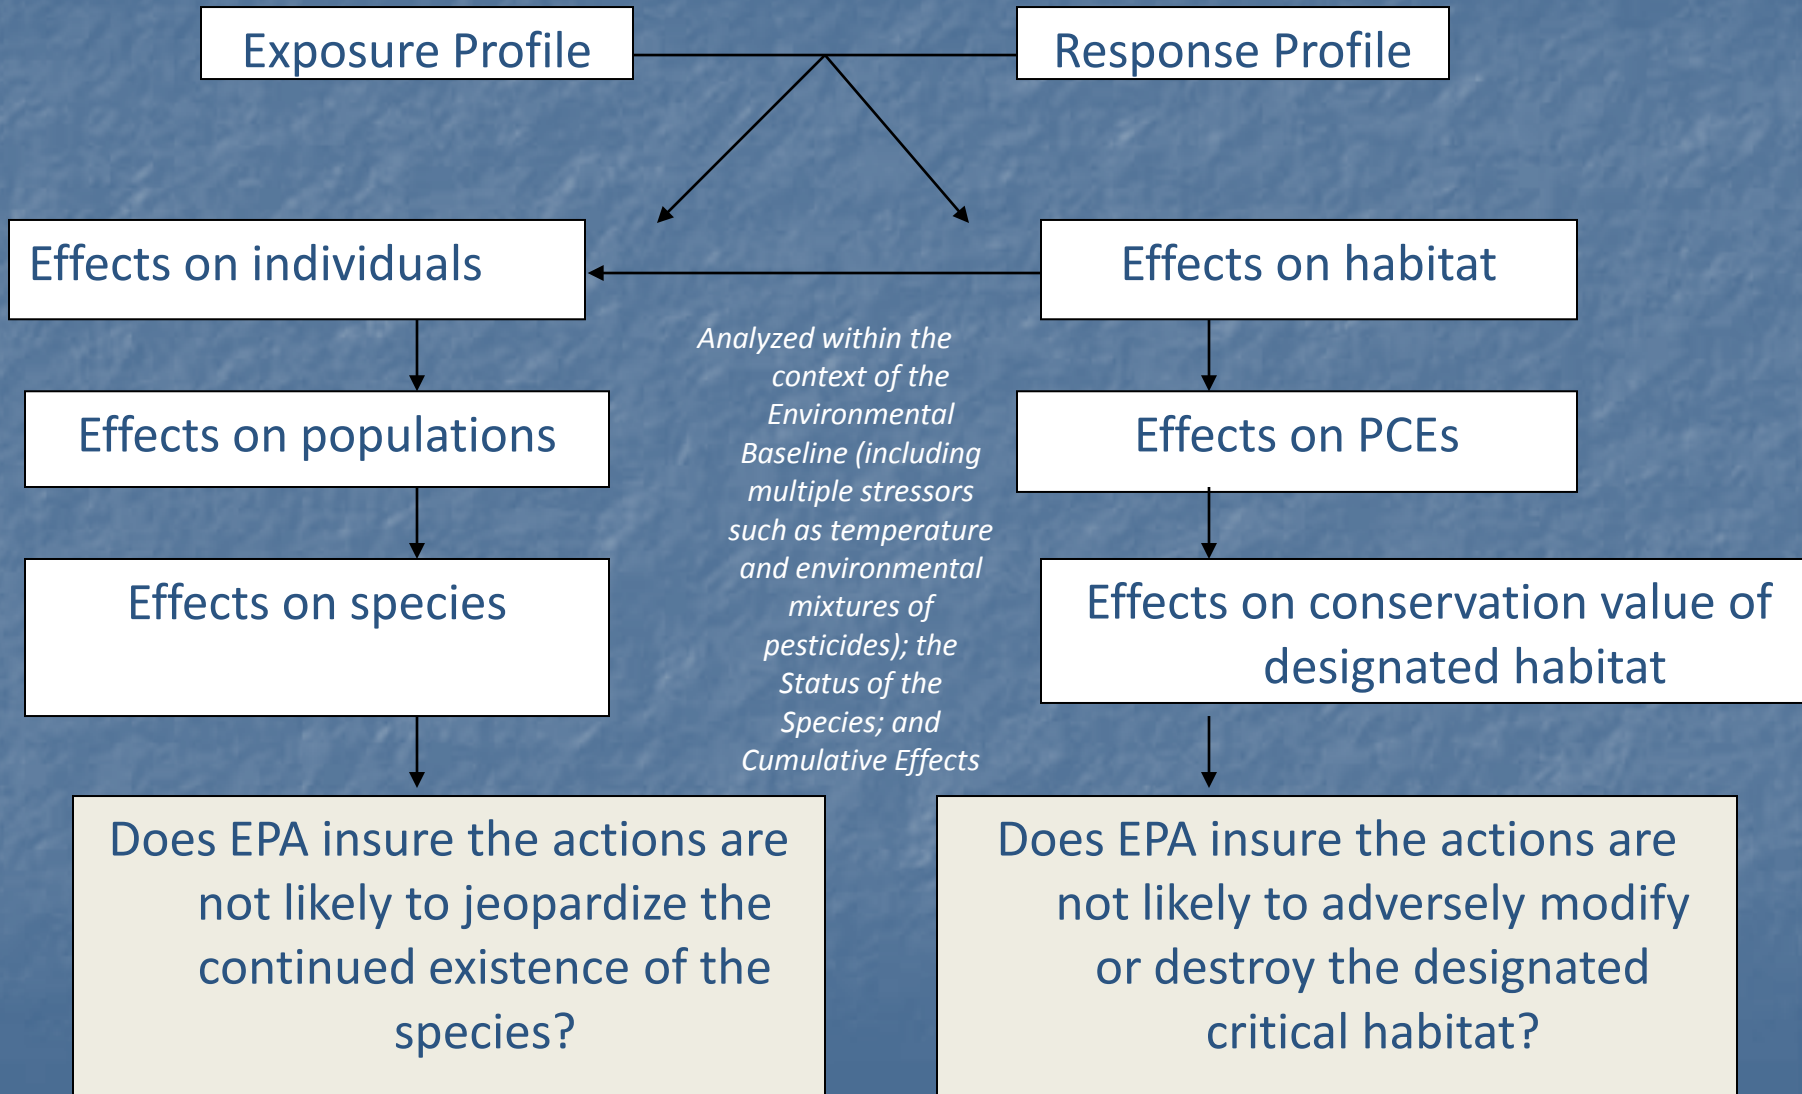 Exposure Profile
Response Profile
Effects on individuals
Effects on habitat
Analyzed within the
context of the
Environmental
Baseline (including
multiple stressors
such as temperature
and environmental
mixtures of
pesticides); the
Status of the
Species; and
Cumulative Effects
Effects on populations
Effects on PCEs
Effects on species
Effects on conservation value of
designated habitat
Does EPA insure the actions are
not likely to jeopardize the
continued existence of the
species?
Does EPA insure the actions are
not likely to adversely modify
or destroy the designated
critical habitat?